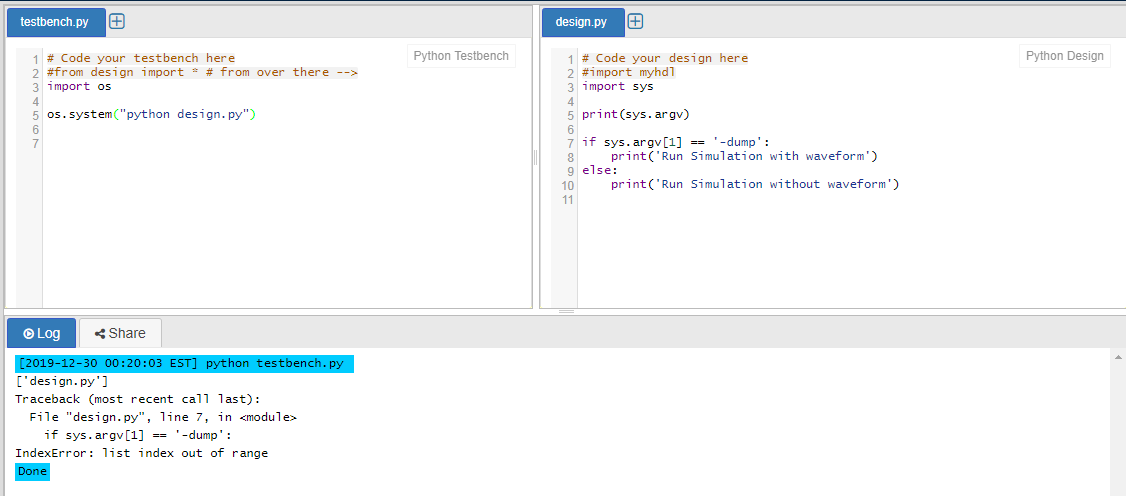 testbench.py
Python Testbench
1 # Code your testbench here
2 #from design import * # from over there -->
3 import os
4
5 os.system("python design.py")
6
7
design.py
Python Design
1 # Code your design here
2 #import myhdl
3 import sys
4
5 print(sys.argv)
6
7 if sys.argv[1] == '-dump':
8     print('Run Simulation with waveform')
9 else:
10     print('Run Simulation without waveform')
11
Log Share
[2019-12-30 00:20:03 EST] python testbench.py
['design.py']
Traceback (most recent call last):
  File "design.py", line 7, in <module>
    if sys.argv[1] == '-dump':
IndexError: list index out of range
Done